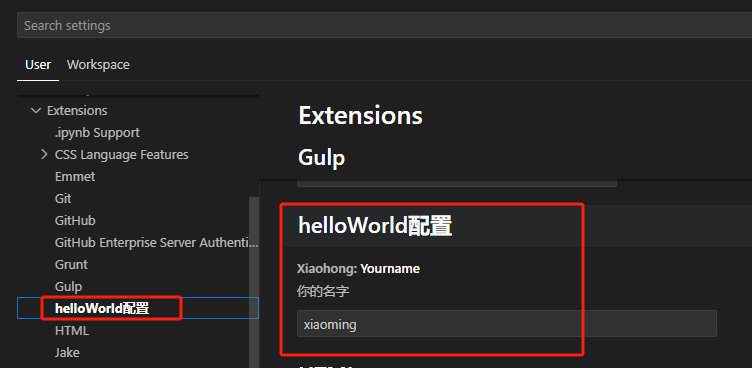 Search settings
User Workspace
Extensions
.ipynb Support
CSS Language Features
Emmet
Git
GitHub
GitHub Enterprise Server Authenti...
Grunt
Gulp
helloWorld配置
HTML
Jake
Extensions
Gulp
helloWorld配置
Xiaohong: Yourname
你的名字
xiaoming